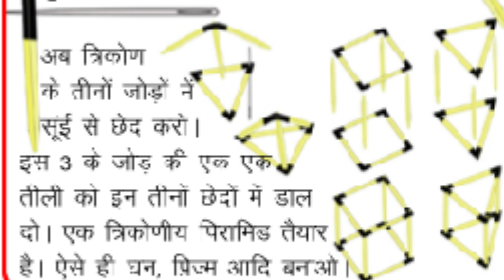 अब त्रिकोण
के तीनों जोड़ों में
सूंई से छेद करो।
इस 3 के जोड़ की एक एक
तीली को इन तीनों छेदों में डाल
दो। एक त्रिकोणीय पिरामिड तैयार
है। ऐसे ही घन, प्रिज्म आदि बनाओ।